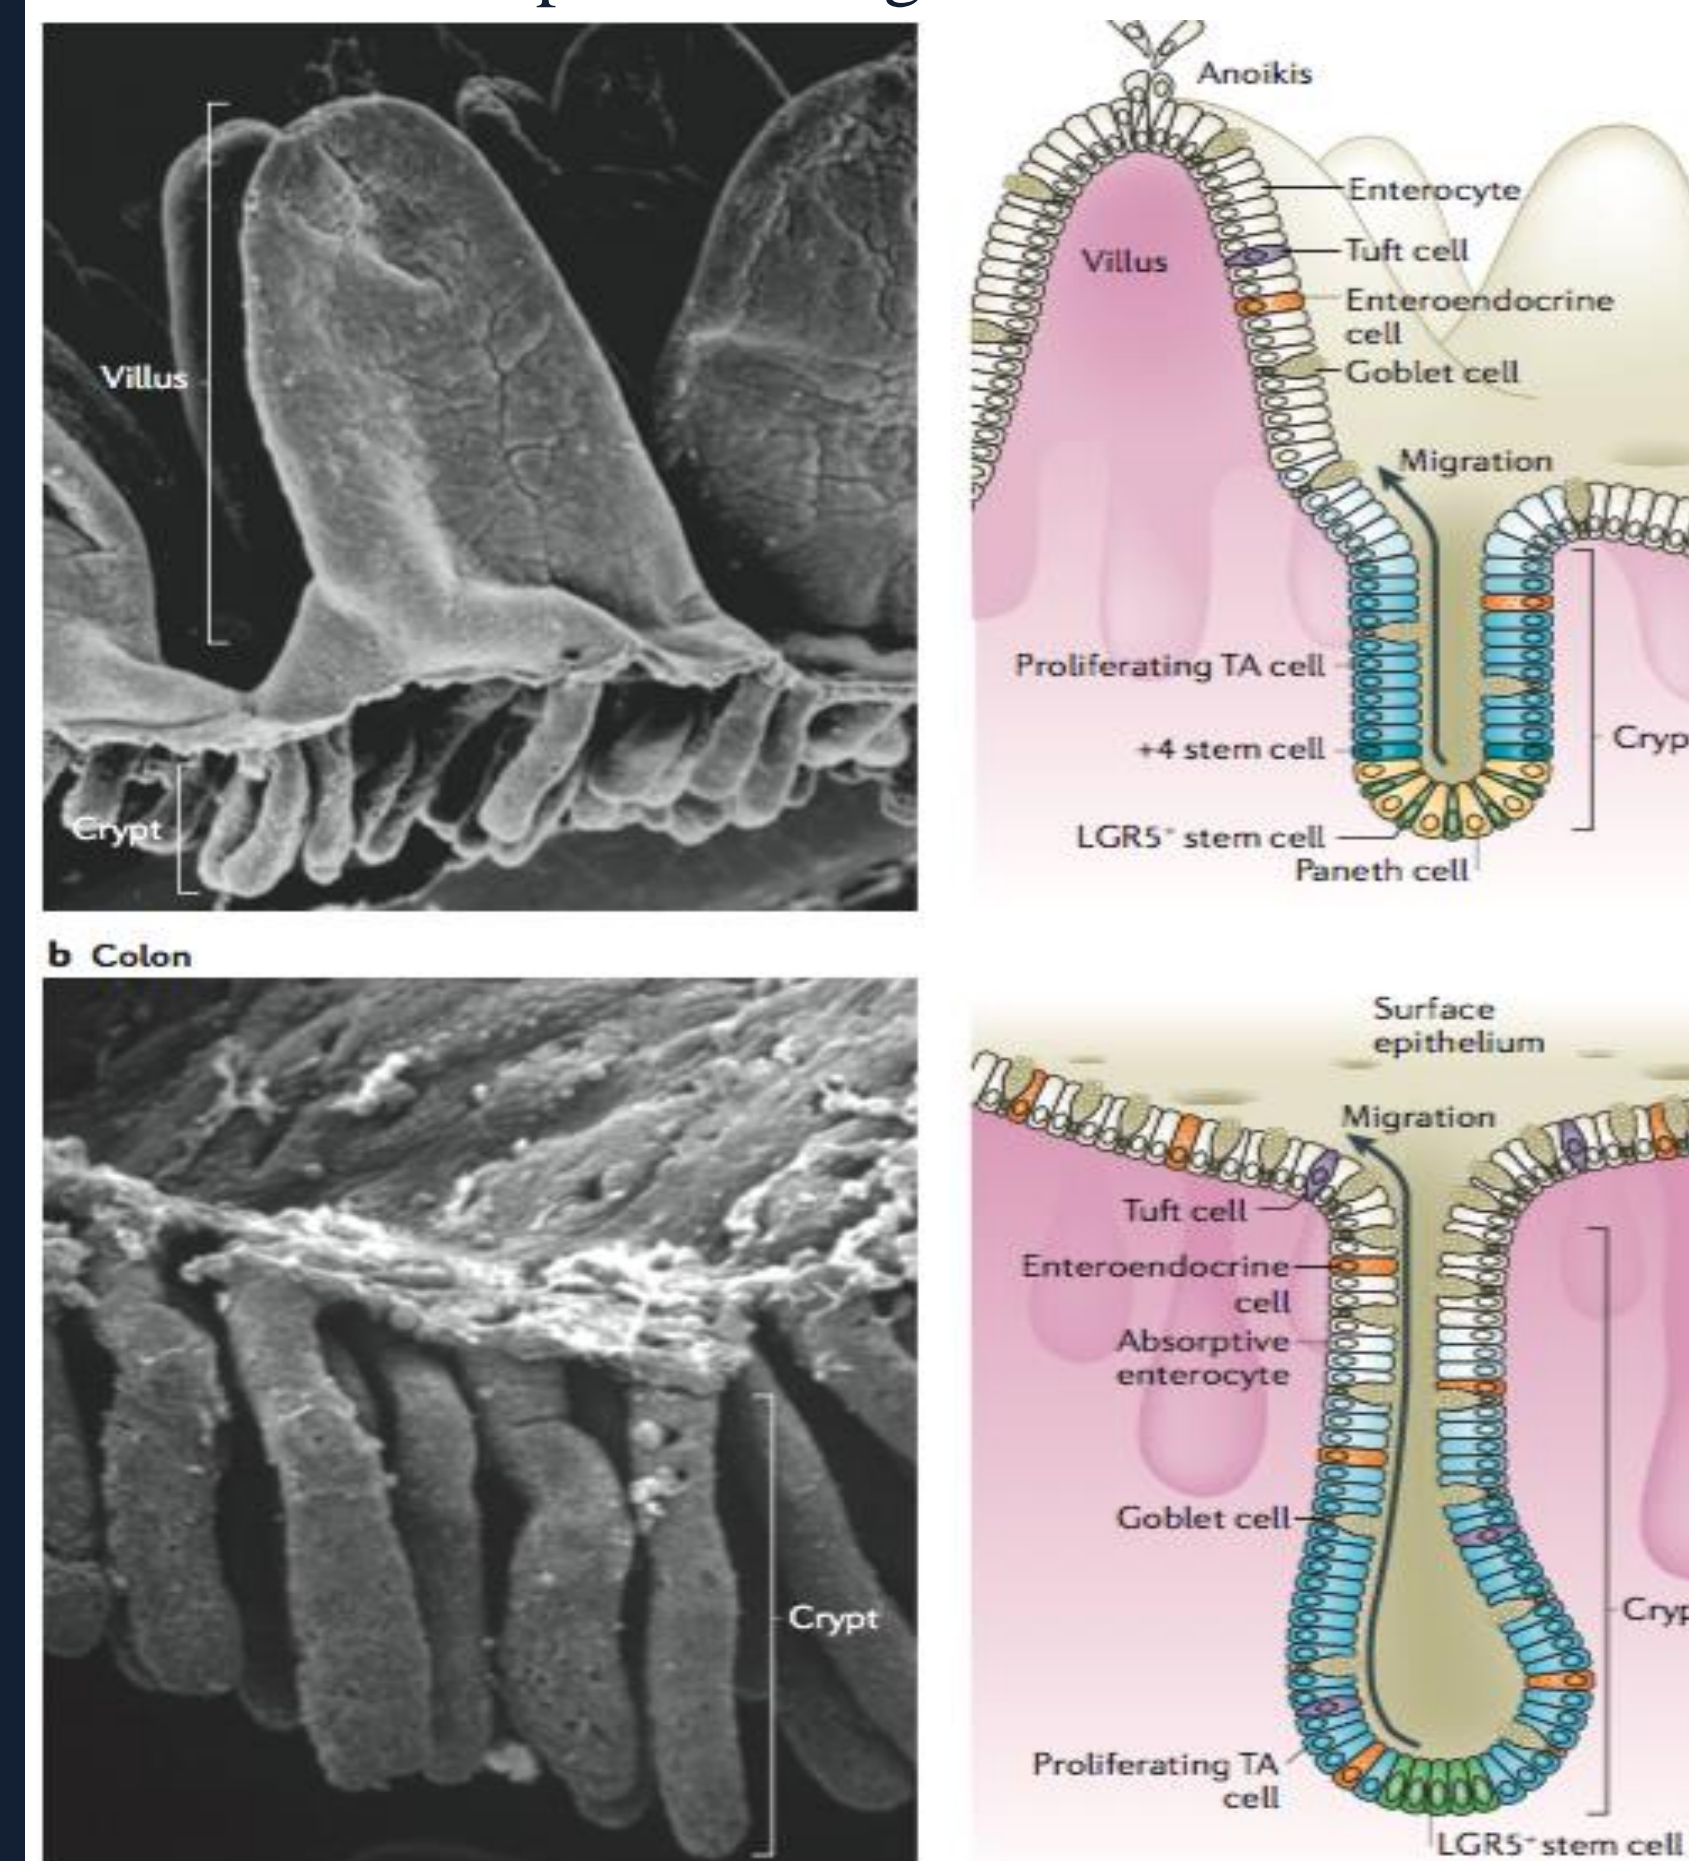 Villus
Crypt
Anoikis
Enterocyte
Tuft cell
Enteroendocrine
cell
Goblet cell
Villus
Migration
Proliferating TA cell
+4 stem cell
LGR5⁺ stem cell
Paneth cell
Cryp
b Colon
Crypt
Surface
epithelium
Migration
Tuft cell
Enteroendocrine
cell
Absorptive
enterocyte
Goblet cell
Cryp
Proliferating TA
cell
LGR5⁺ stem cell